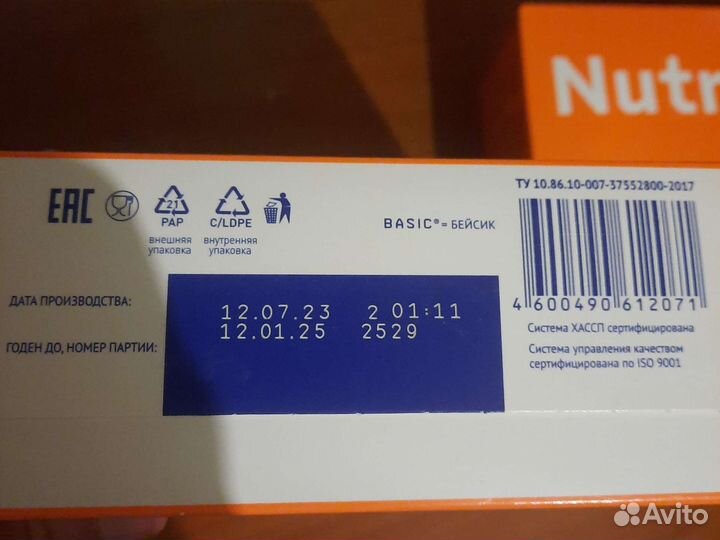 Nutr
ТУ 10.86.10-007-37552800-2017
EAC
21
PAP
C/LDPE
внешняя
упаковка
внутренняя
упаковка
BASIC® = БЕЙСИК
4 600490 612071
ДАТА ПРОИЗВОДСТВА:
12.07.23 2 01:11
ГОДЕН ДО, НОМЕР ПАРТИИ:
12.01.25 2529
Система ХАССП сертифицирована
Система управления качеством
сертифицирована по ISO 9001
Avito